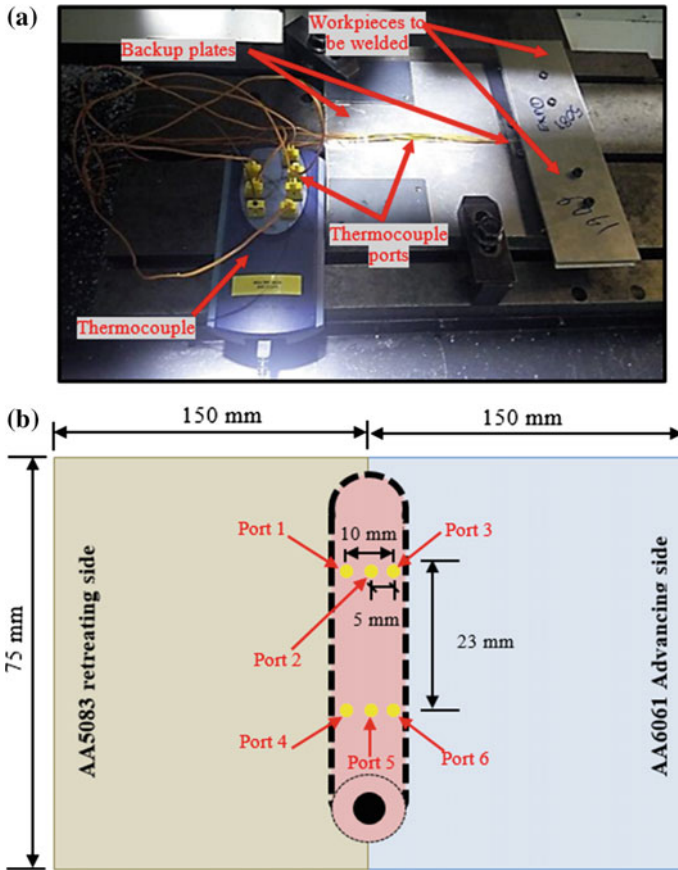 (a)
Backup plates
Workpieces to
be welded
5083
Thermocouple
ports
Thermocouple
(b)
150 mm
150 mm
75 mm
AA5083 retreating side
AA6061 Advancing side
Port 1
10 mm
Port 3
5 mm
Port 2
23 mm
Port 4
Port 5
Port 6